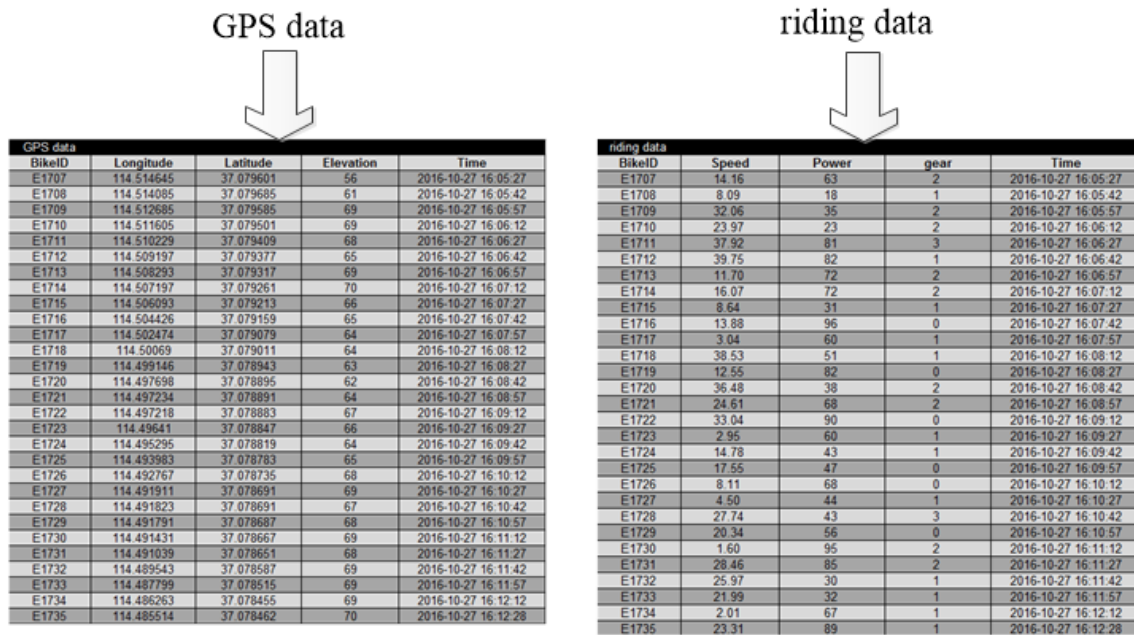 GPS data
GPS data
BikeID Longitude Latitude Elevation Time
E1707 114.514645 37.079601 56 2016-10-27 16:05:27
E1708 114.514085 37.079685 61 2016-10-27 16:05:42
E1709 114.512685 37.079585 69 2016-10-27 16:05:57
E1710 114.511605 37.079501 69 2016-10-27 16:06:12
E1711 114.510229 37.079409 68 2016-10-27 16:06:27
E1712 114.509197 37.079377 65 2016-10-27 16:06:42
E1713 114.508293 37.079317 69 2016-10-27 16:06:57
E1714 114.507197 37.079261 70 2016-10-27 16:07:12
E1715 114.506093 37.079213 66 2016-10-27 16:07:27
E1716 114.504426 37.079159 65 2016-10-27 16:07:42
E1717 114.502474 37.079079 64 2016-10-27 16:07:57
E1718 114.50069 37.079011 64 2016-10-27 16:08:12
E1719 114.499146 37.078943 63 2016-10-27 16:08:27
E1720 114.497698 37.078895 62 2016-10-27 16:08:42
E1721 114.497234 37.078891 64 2016-10-27 16:08:57
E1722 114.497218 37.078883 67 2016-10-27 16:09:12
E1723 114.49641 37.078847 66 2016-10-27 16:09:27
E1724 114.495295 37.078819 64 2016-10-27 16:09:42
E1725 114.493983 37.078783 65 2016-10-27 16:09:57
E1726 114.492767 37.078735 68 2016-10-27 16:10:12
E1727 114.491911 37.078691 69 2016-10-27 16:10:27
E1728 114.491823 37.078691 67 2016-10-27 16:10:42
E1729 114.491791 37.078687 68 2016-10-27 16:10:57
E1730 114.491431 37.078667 69 2016-10-27 16:11:12
E1731 114.491039 37.078651 68 2016-10-27 16:11:27
E1732 114.489543 37.078587 69 2016-10-27 16:11:42
E1733 114.487799 37.078515 69 2016-10-27 16:11:57
E1734 114.486263 37.078455 69 2016-10-27 16:12:12
E1735 114.485514 37.078462 70 2016-10-27 16:12:28
riding data
riding data
BikeID Speed Power gear Time
E1707 14.16 63 2 2016-10-27 16:05:27
E1708 8.09 18 1 2016-10-27 16:05:42
E1709 32.06 35 2 2016-10-27 16:05:57
E1710 23.97 23 2 2016-10-27 16:06:12
E1711 37.92 81 3 2016-10-27 16:06:27
E1712 39.75 82 1 2016-10-27 16:06:42
E1713 11.70 72 2 2016-10-27 16:06:57
E1714 16.07 72 2 2016-10-27 16:07:12
E1715 8.64 31 1 2016-10-27 16:07:27
E1716 13.88 96 0 2016-10-27 16:07:42
E1717 3.04 60 1 2016-10-27 16:07:57
E1718 38.53 51 1 2016-10-27 16:08:12
E1719 12.55 82 0 2016-10-27 16:08:27
E1720 36.48 38 2 2016-10-27 16:08:42
E1721 24.61 68 2 2016-10-27 16:08:57
E1722 33.04 90 0 2016-10-27 16:09:12
E1723 2.95 60 1 2016-10-27 16:09:27
E1724 14.78 43 1 2016-10-27 16:09:42
E1725 17.55 47 0 2016-10-27 16:09:57
E1726 8.11 68 0 2016-10-27 16:10:12
E1727 4.50 44 1 2016-10-27 16:10:27
E1728 27.74 43 3 2016-10-27 16:10:42
E1729 20.34 56 0 2016-10-27 16:10:57
E1730 1.60 95 2 2016-10-27 16:11:12
E1731 28.46 85 2 2016-10-27 16:11:27
E1732 25.97 30 1 2016-10-27 16:11:42
E1733 21.99 32 1 2016-10-27 16:11:57
E1734 2.01 67 1 2016-10-27 16:12:12
E1735 23.31 89 1 2016-10-27 16:12:28